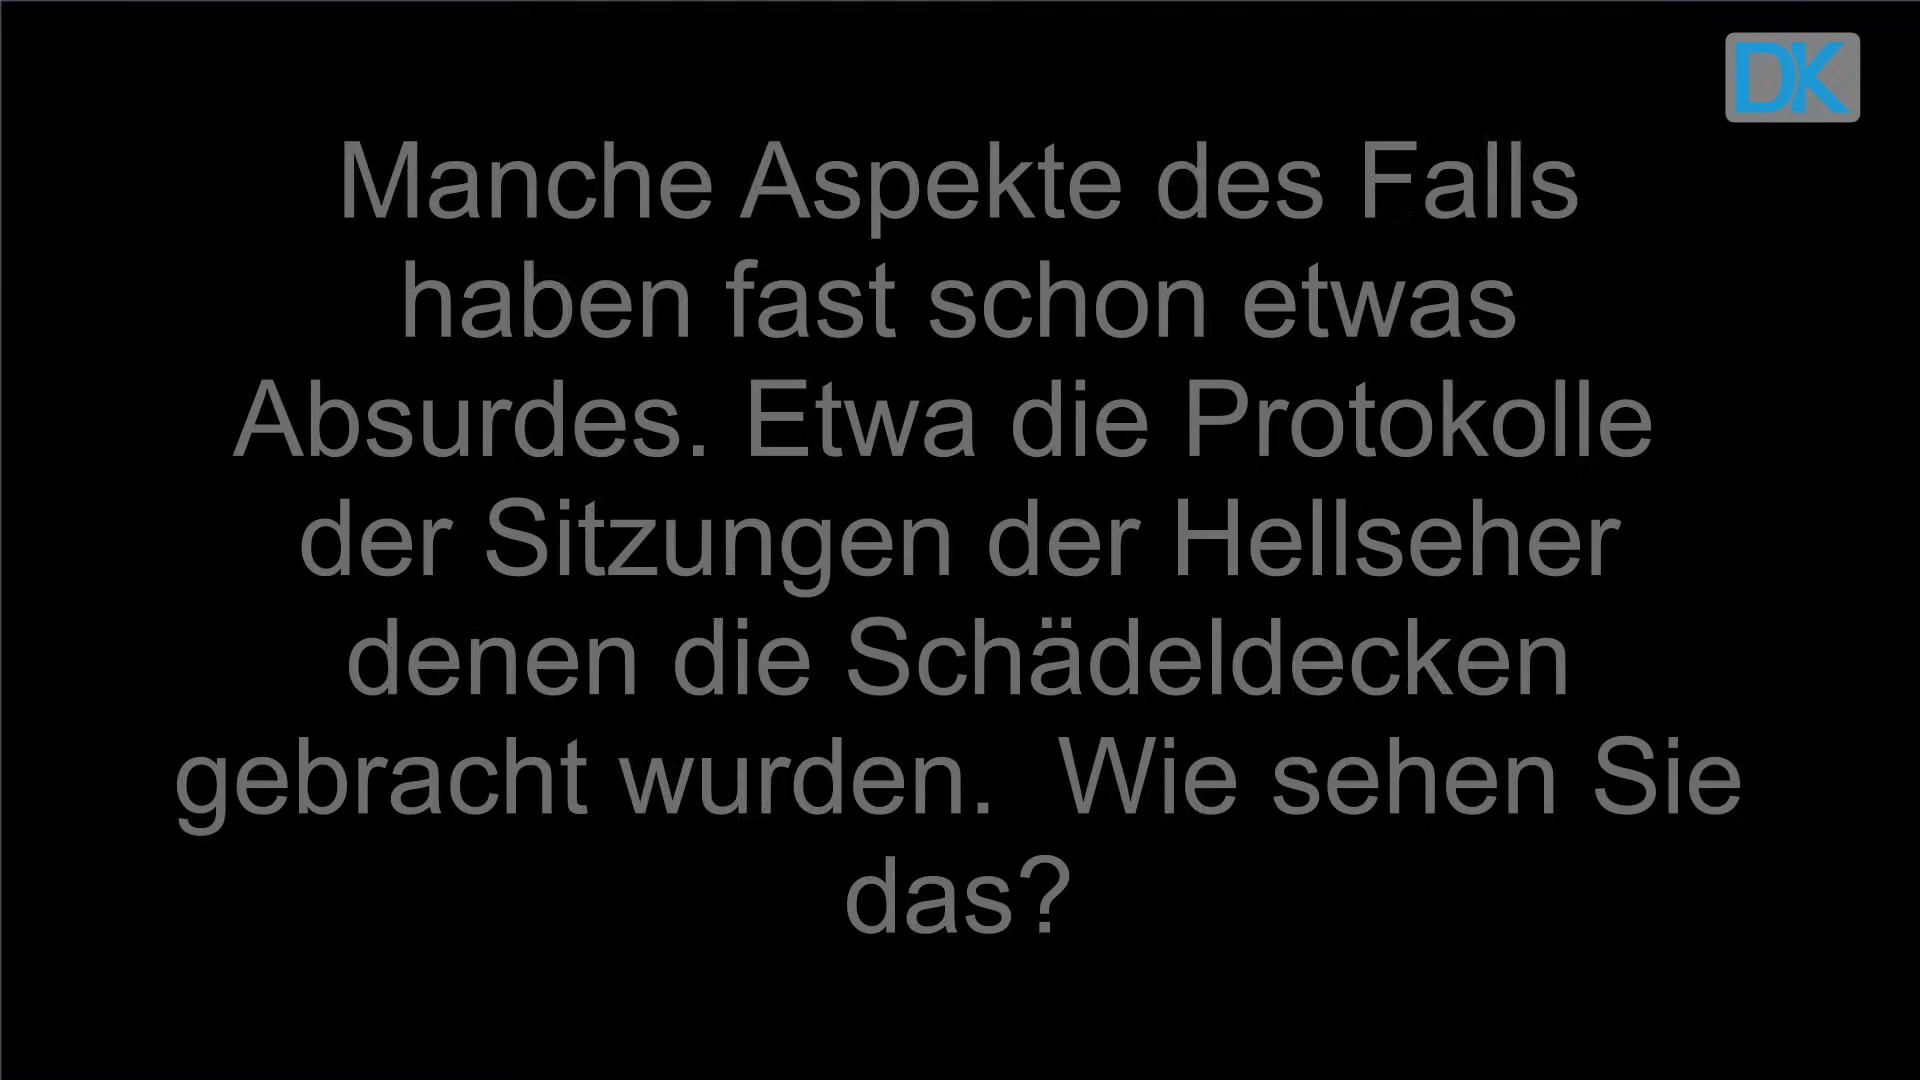 DK
Manche Aspekte des Falls
haben fast schon etwas
Absurdes. Etwa die Protokolle
der Sitzungen der Hellseher
denen die Schädeldecken
gebracht wurden.  Wie sehen Sie
das?